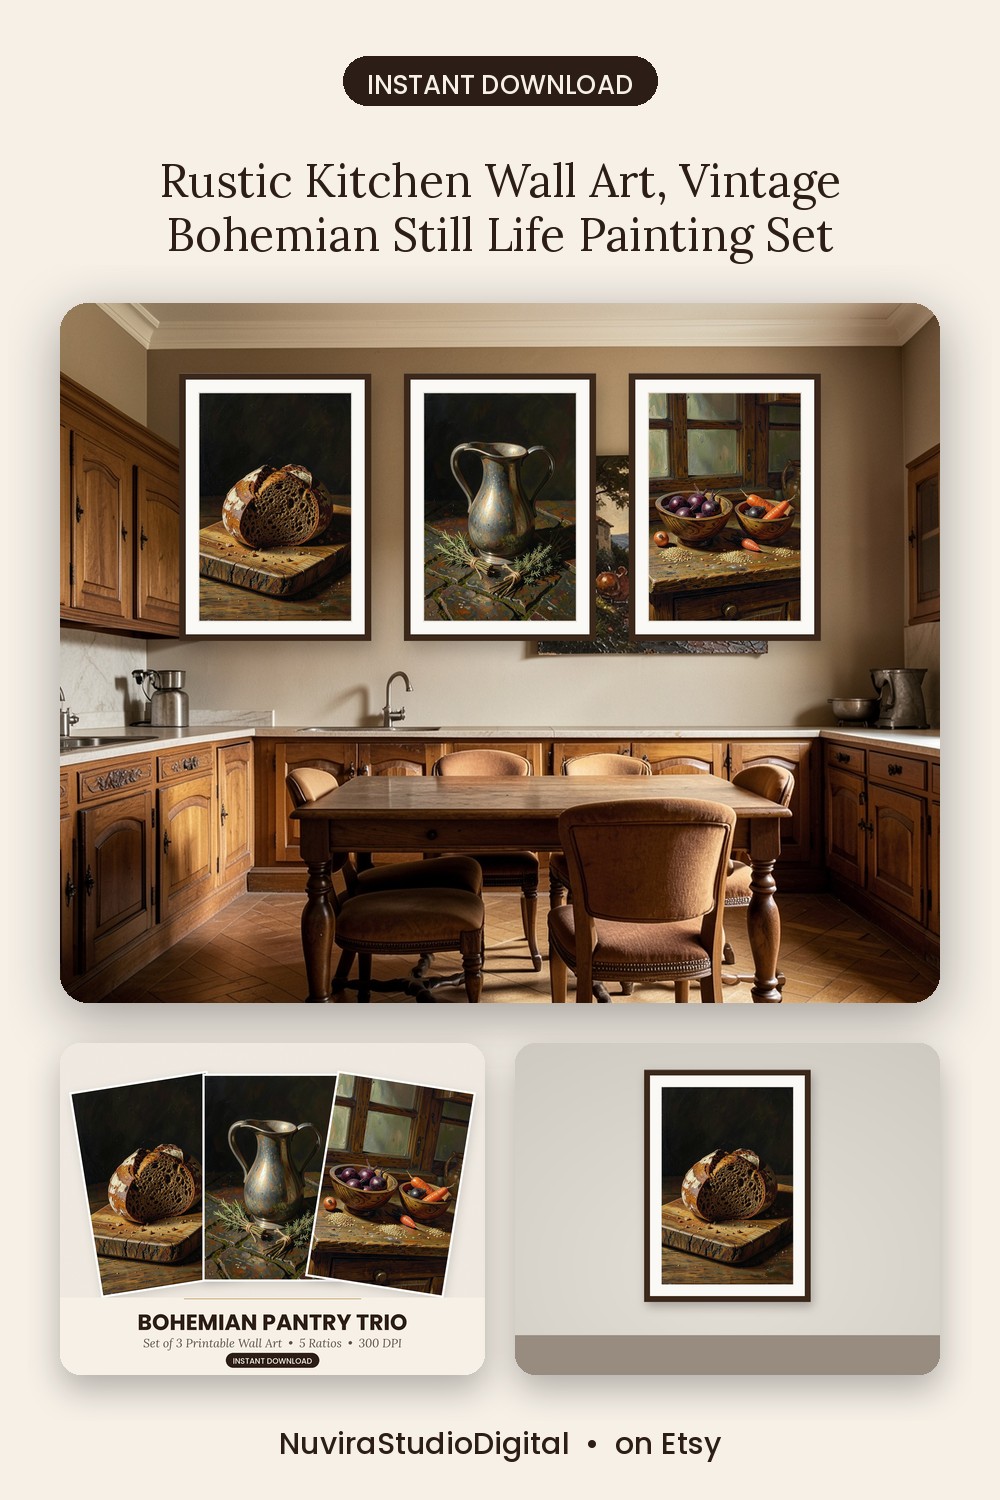 INSTANT DOWNLOAD
Rustic Kitchen Wall Art, Vintage
Bohemian Still Life Painting Set
BOHEMIAN PANTRY TRIO
Set of 3 Printable Wall Art • 5 Ratios • 300 DPI
INSTANT DOWNLOAD
NuviraStudioDigital • on Etsy